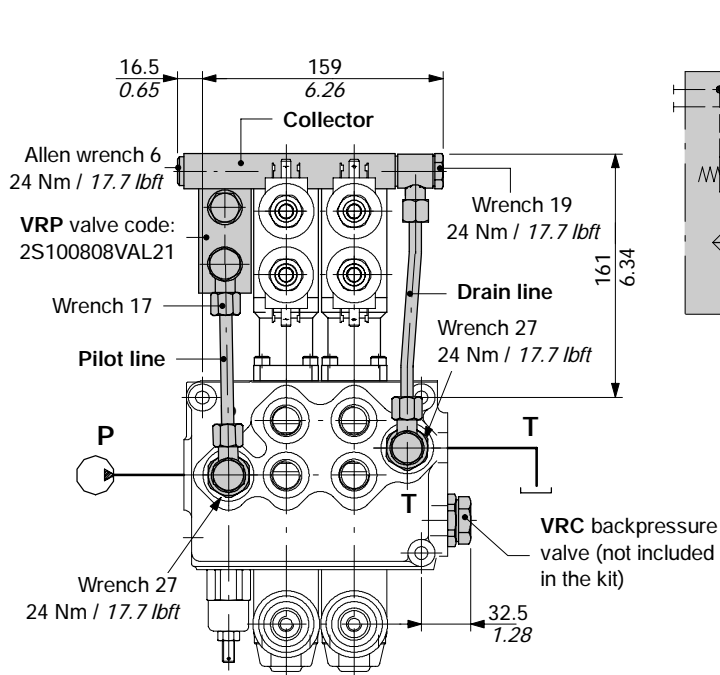 16.5
0.65
159
6.26
Collector
Allen wrench 6
24 Nm / 17.7 lbft
VRP valve code:
2S100808VAL21
Wrench 17
Pilot line
Wrench 19
24 Nm / 17.7 lbft
161
6.34
Drain line
Wrench 27
24 Nm / 17.7 lbft
P
T
T
VRC backpressure
valve (not included
in the kit)
Wrench 27
24 Nm / 17.7 lbft
32.5
1.28